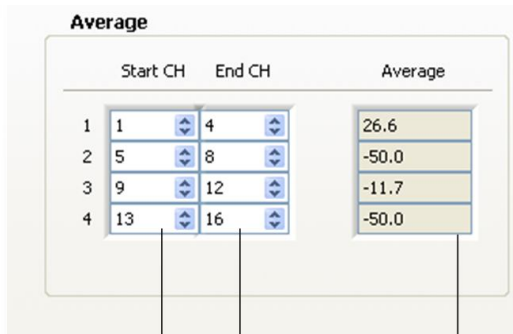 Average
Start CH End CH Average
1 1 4 26.6
2 5 8 -50.0
3 9 12 -11.7
4 13 16 -50.0